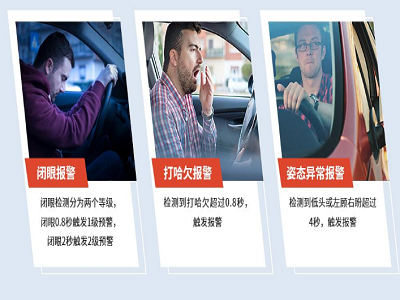 闭眼报警
闭眼检测分为两个等级，
闭眼0.8秒触发1级预警，
闭眼2秒触发2级预警
打哈欠报警
检测到打哈欠超过0.8秒，
触发报警
姿态异常报警
检测到低头或左顾右盼超过
4秒，触发报警